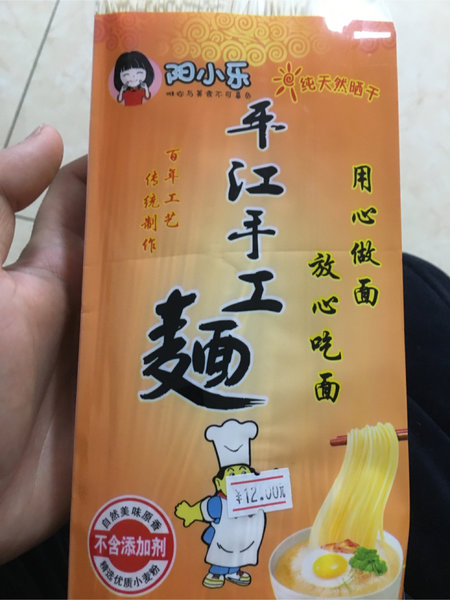 阳小乐
唯你与美食不可辜负
纯天然晒干
平江手工麵
百年工艺
传统制作
用心做面
放心吃面
¥12.00元
自然美味原香
不含添加剂
精选优质小麦粉